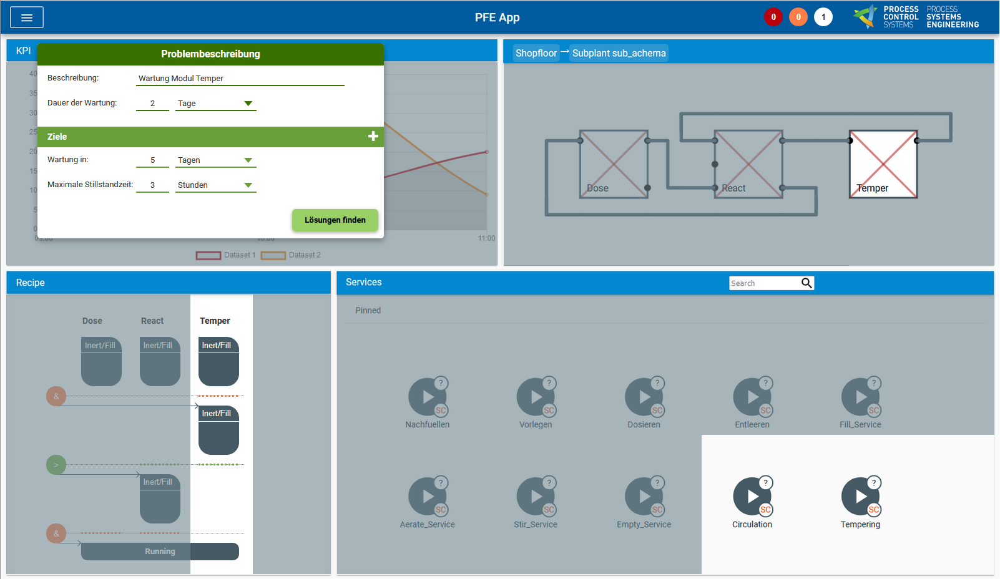 PFE App
0
0
1
PROCESS
CONTROL
SYSTEMS
PROCESS
SYSTEMS
ENGINEERING
KPI
Problembeschreibung
Beschreibung:
Wartung Modul Temper
Dauer der Wartung:
2
Tage
Ziele
Wartung in:
5
Tagen
Maximale Stillstandzeit:
3
Stunden
Lösungen finden
40
35
30
25
20
15
10
5
0
11:00
Dataset 1
Dataset 2
Shopfloor → Subplant sub_achema
Dose
React
Temper
Recipe
Dose
React
Temper
Inert/Fill
Inert/Fill
Inert/Fill
&
Inert/Fill
>
Inert/Fill
&
Running
Services
Search
Pinned
?
SC
Nachfuellen
?
SC
Vorlegen
?
SC
Dosieren
?
SC
Entleeren
?
SC
Fill_Service
?
SC
Aerate_Service
?
SC
Stir_Service
?
SC
Empty_Service
?
SC
Circulation
?
SC
Tempering